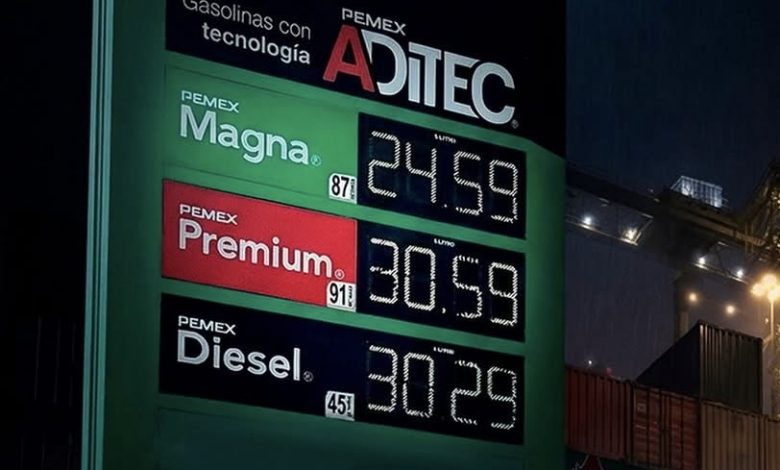 Gasolinas con
tecnología
PEMEX
ADITEC
PEMEX
Magna®
87
24.59
PEMEX
Premium®
91
30.59
PEMEX
Diesel®
45
30.29